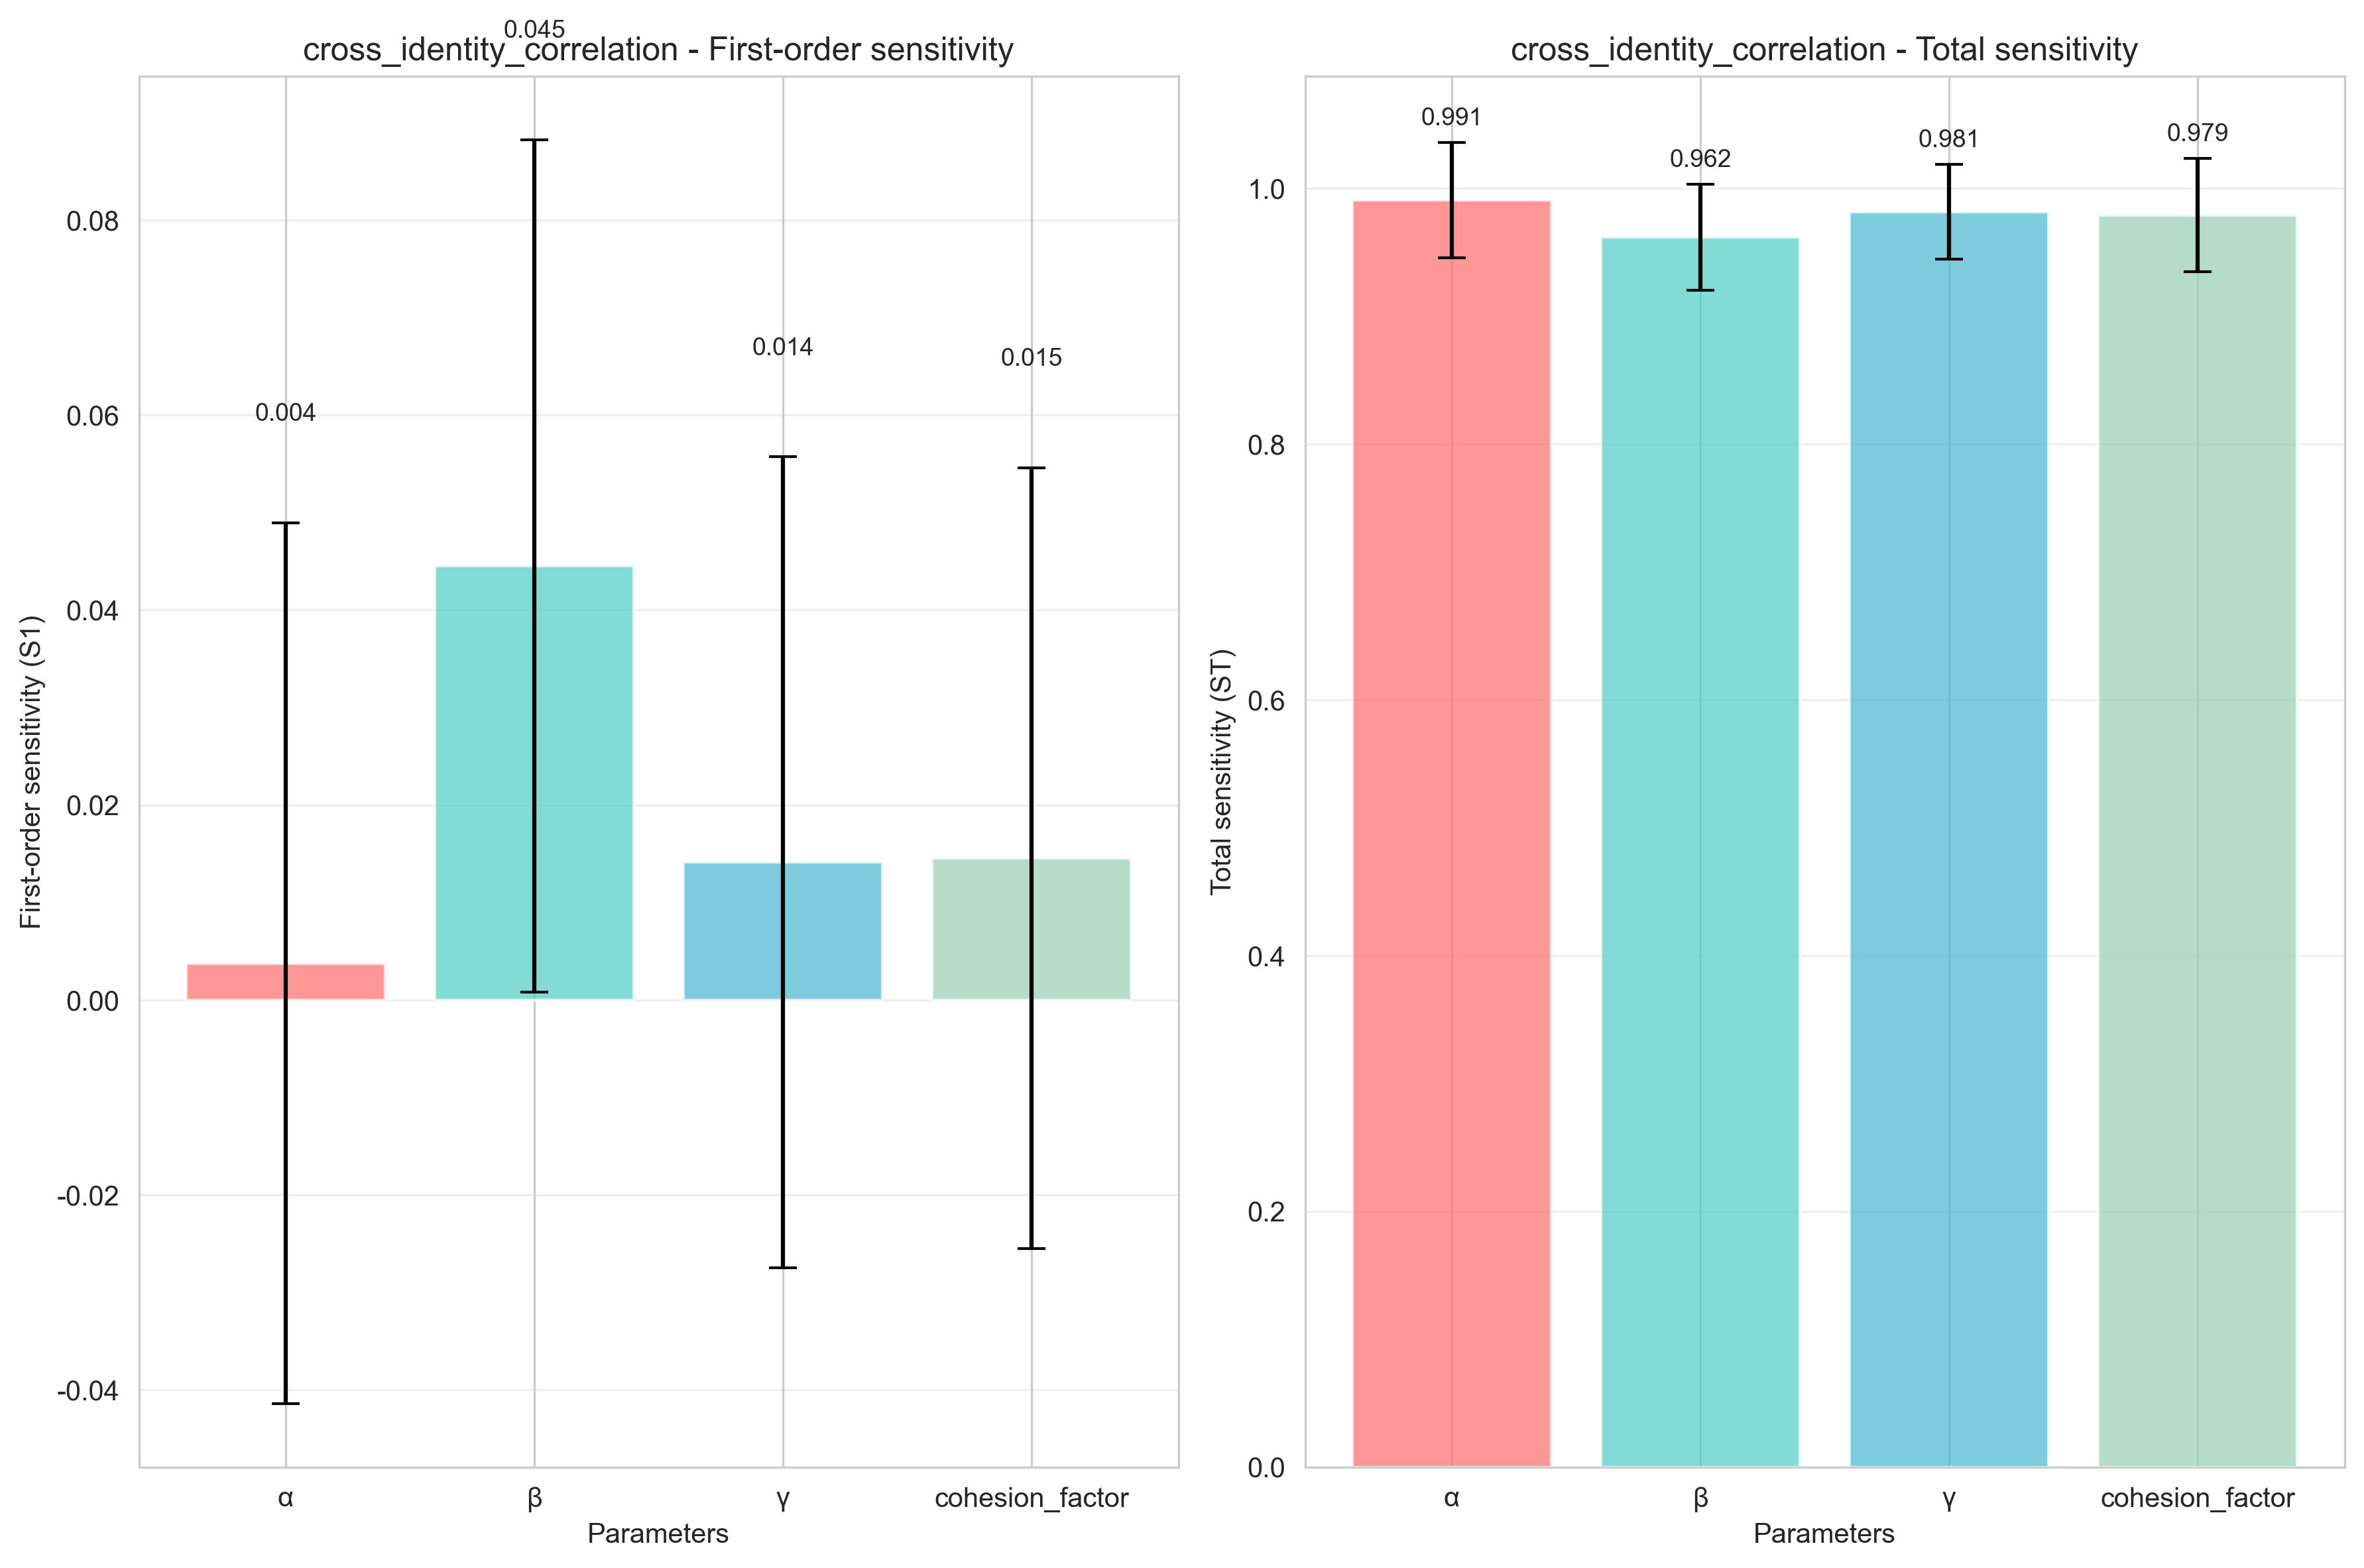 cross_identity_correlation - First-order sensitivity
0.045
0.004
0.014
0.015
First-order sensitivity (S1)
0.08
0.06
0.04
0.02
0.00
-0.02
-0.04
α
β
γ
cohesion_factor
Parameters
cross_identity_correlation - Total sensitivity
0.991
0.962
0.981
0.979
Total sensitivity (ST)
1.0
0.8
0.6
0.4
0.2
0.0
α
β
γ
cohesion_factor
Parameters